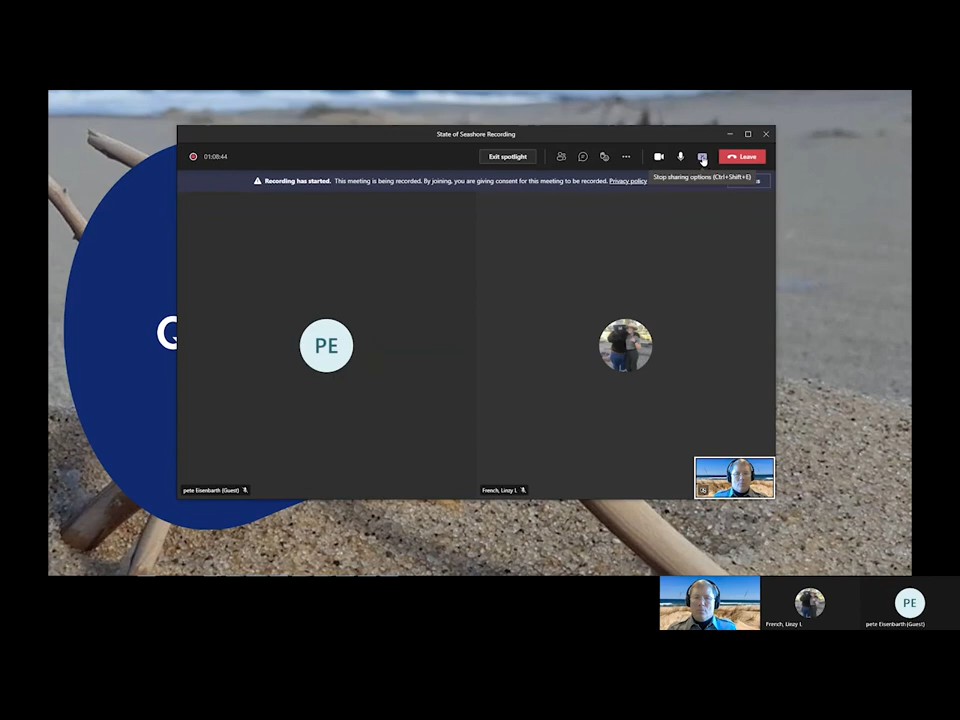 State of Seashore Recording
01:08:44
Exit spotlight
Leave
Recording has started. This meeting is being recorded. By joining, you are giving consent for this meeting to be recorded. Privacy policy
Stop sharing options (Ctrl+Shift+E)
Q
PE
pete Eisenbarth (Guest)
French, Linzy L
PE
French, Linzy L
pete Eisenbarth (Guest)